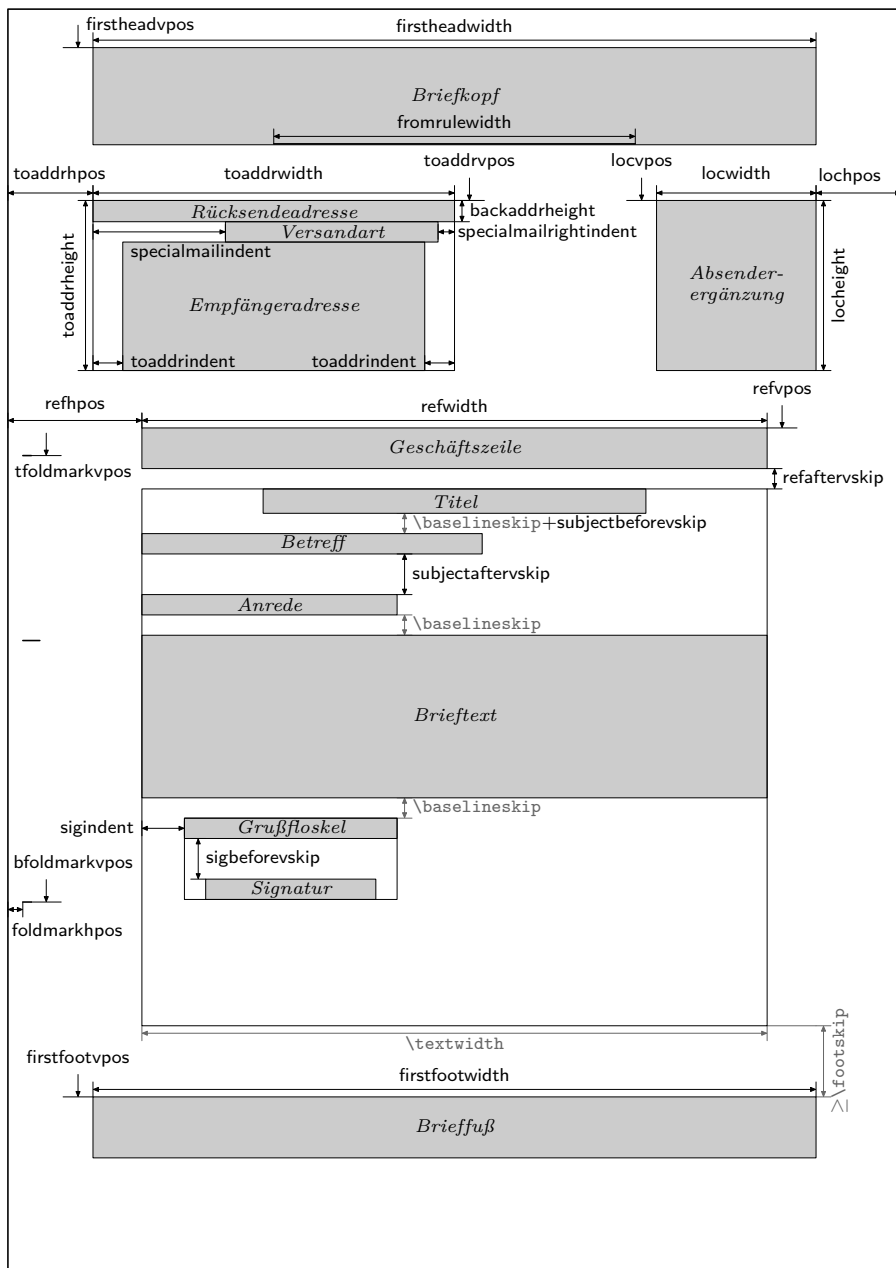 firstheadvpos
firstheadwidth
Briefkopf
fromrulewidth
toaddrvpos
locvpos
toaddrhpos
toaddrwidth
locwidth
lochpos
Rücksendeadresse
backaddrheight
Versandart
specialmailrightindent
specialmailindent
toaddrheight
Empfängeradresse
Absender-
ergänzung
locheight
toaddrindent
toaddrindent
refvpos
refhpos
refwidth
Geschäftszeile
tfoldmarkvpos
refaftervskip
Titel
\baselineskip+subjectbeforevskip
Betreff
subjectaftervskip
Anrede
\baselineskip
Brieftext
\baselineskip
sigindent
Grußfloskel
bfoldmarkvpos
sigbeforevskip
Signatur
foldmarkhpos
\textwidth
≥\footskip
firstfootvpos
firstfootwidth
Brieffuß